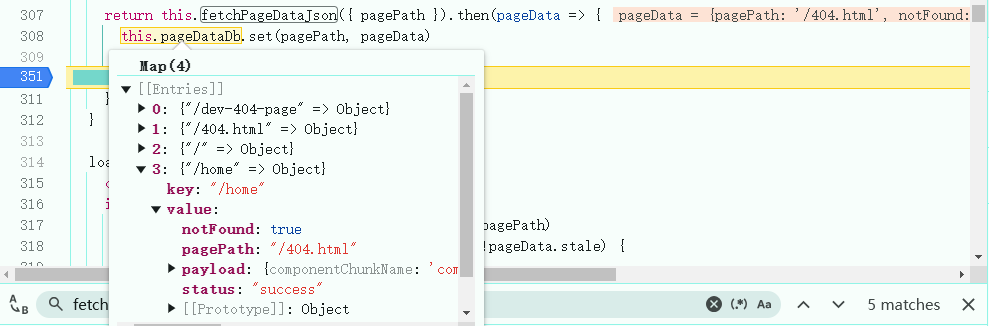 307 return this.fetchPageDataJson({ pagePath }).then(pageData => { pageData = {pagePath: '/404.html', notFound:
308 this.pageDataDb.set(pagePath, pageData)
309
351
311 }
312 }
313
314 loa
315
316 i
317 pagePath)
318 !pageData.stale) {
319
Map(4)
▼ [[Entries]]
▶ 0: {"/dev-404-page" => Object}
▶ 1: {"/404.html" => Object}
▶ 2: {"/" => Object}
▼ 3: {"/home" => Object}
key: "/home"
▼ value:
notFound: true
pagePath: "/404.html"
▶ payload: {componentChunkName: 'com
status: "success"
▶ [[Prototype]]: Object
A B fetc (.*) Aa 5 matches